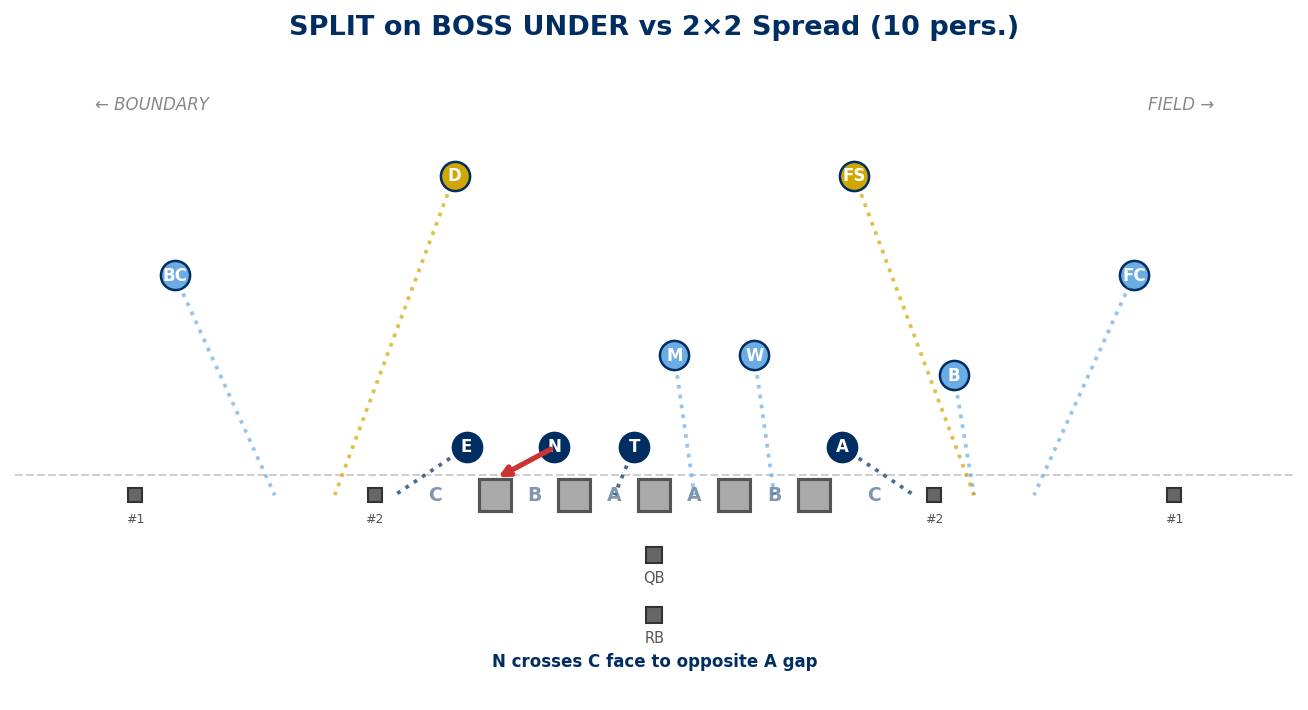 SPLIT on BOSS UNDER vs 2×2 Spread (10 pers.)
← BOUNDARY
FIELD →
D
FS
BC
FC
M
W
B
E
N
T
A
C
B
A
A
B
C
#1
#2
#2
#1
QB
RB
N crosses C face to opposite A gap